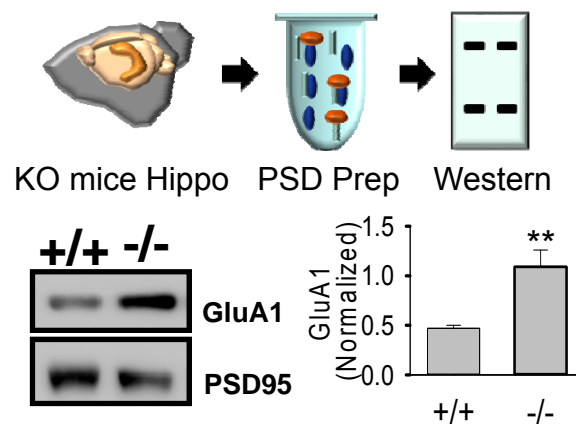 KO mice Hippo PSD Prep Western
+/+ -/-
GluA1
PSD95
GluA1
(Normalized)
1.5
1.0
0.5
0.0
**
+/+ -/-